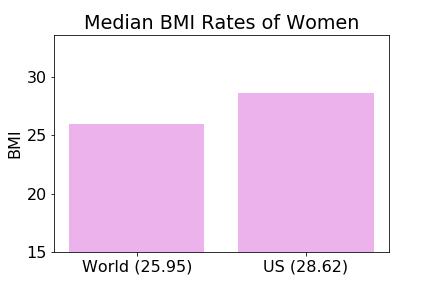 Median BMI Rates of Women
BMI
30
25
20
15
World (25.95)
US (28.62)